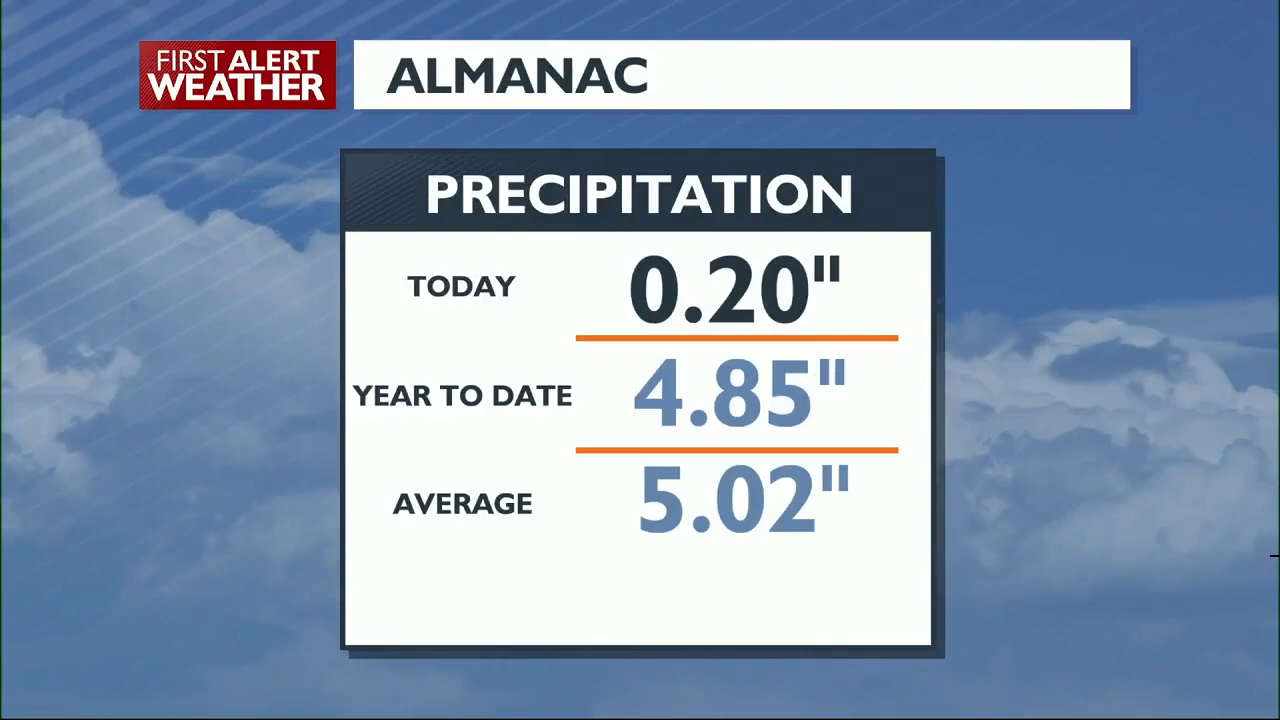 FIRST ALERT
WEATHER
ALMANAC
PRECIPITATION
TODAY 0.20"
YEAR TO DATE 4.85"
AVERAGE 5.02"